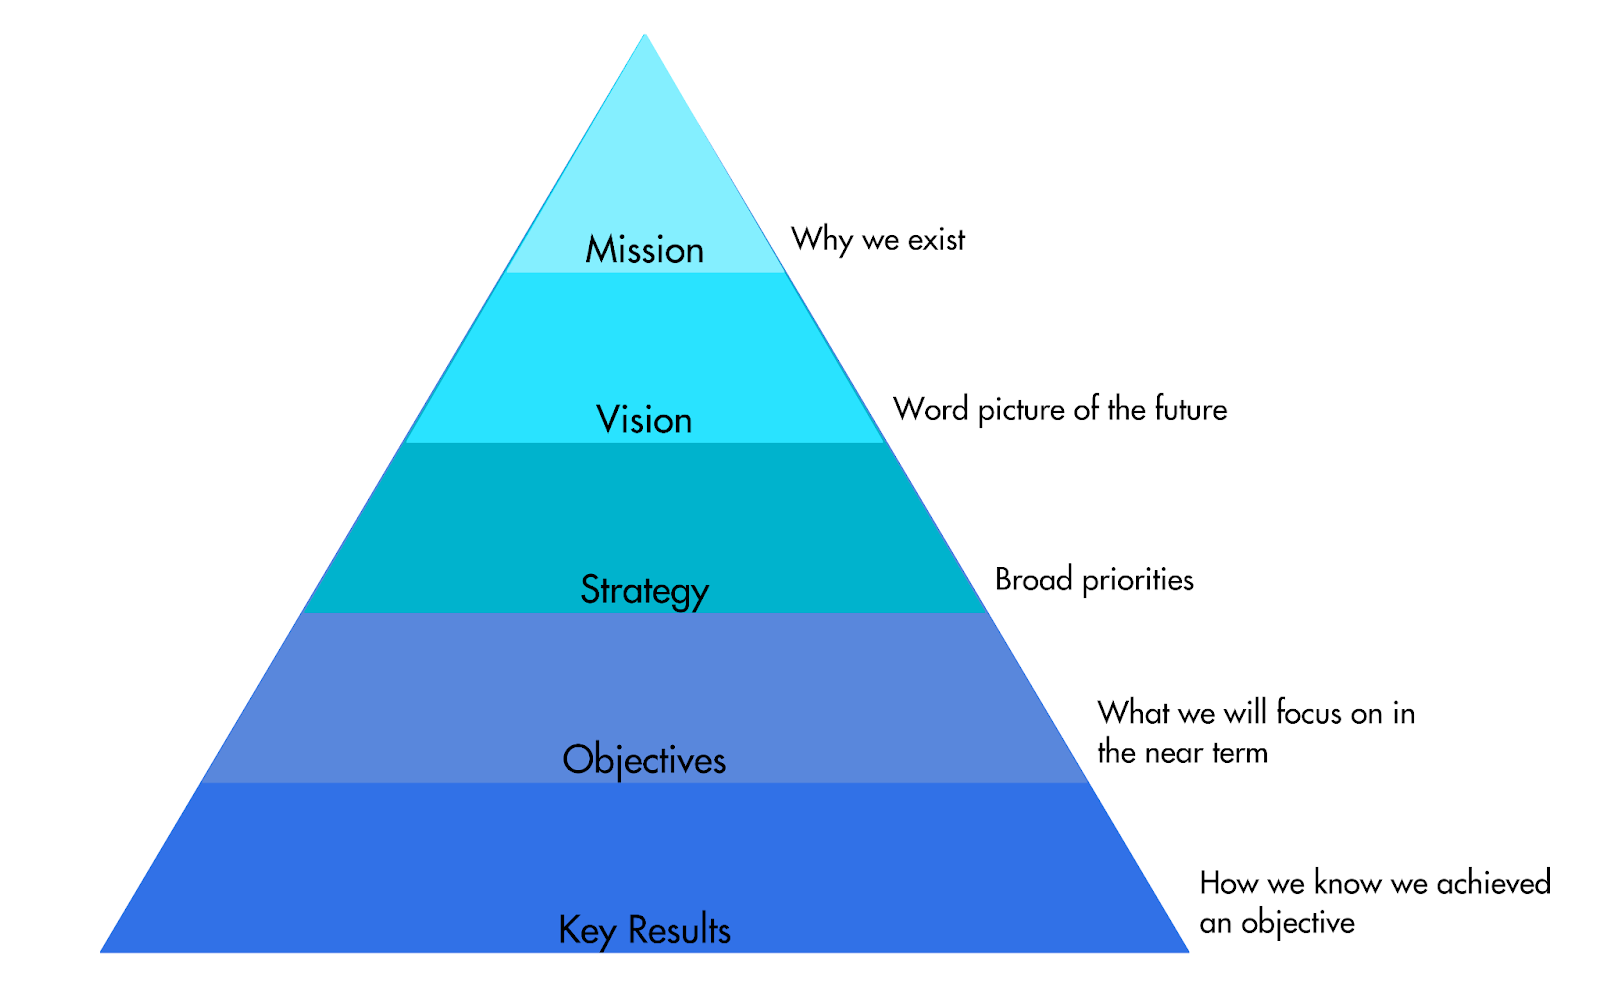 Mission
Why we exist
Vision
Word picture of the future
Strategy
Broad priorities
Objectives
What we will focus on in
the near term
Key Results
How we know we achieved
an objective